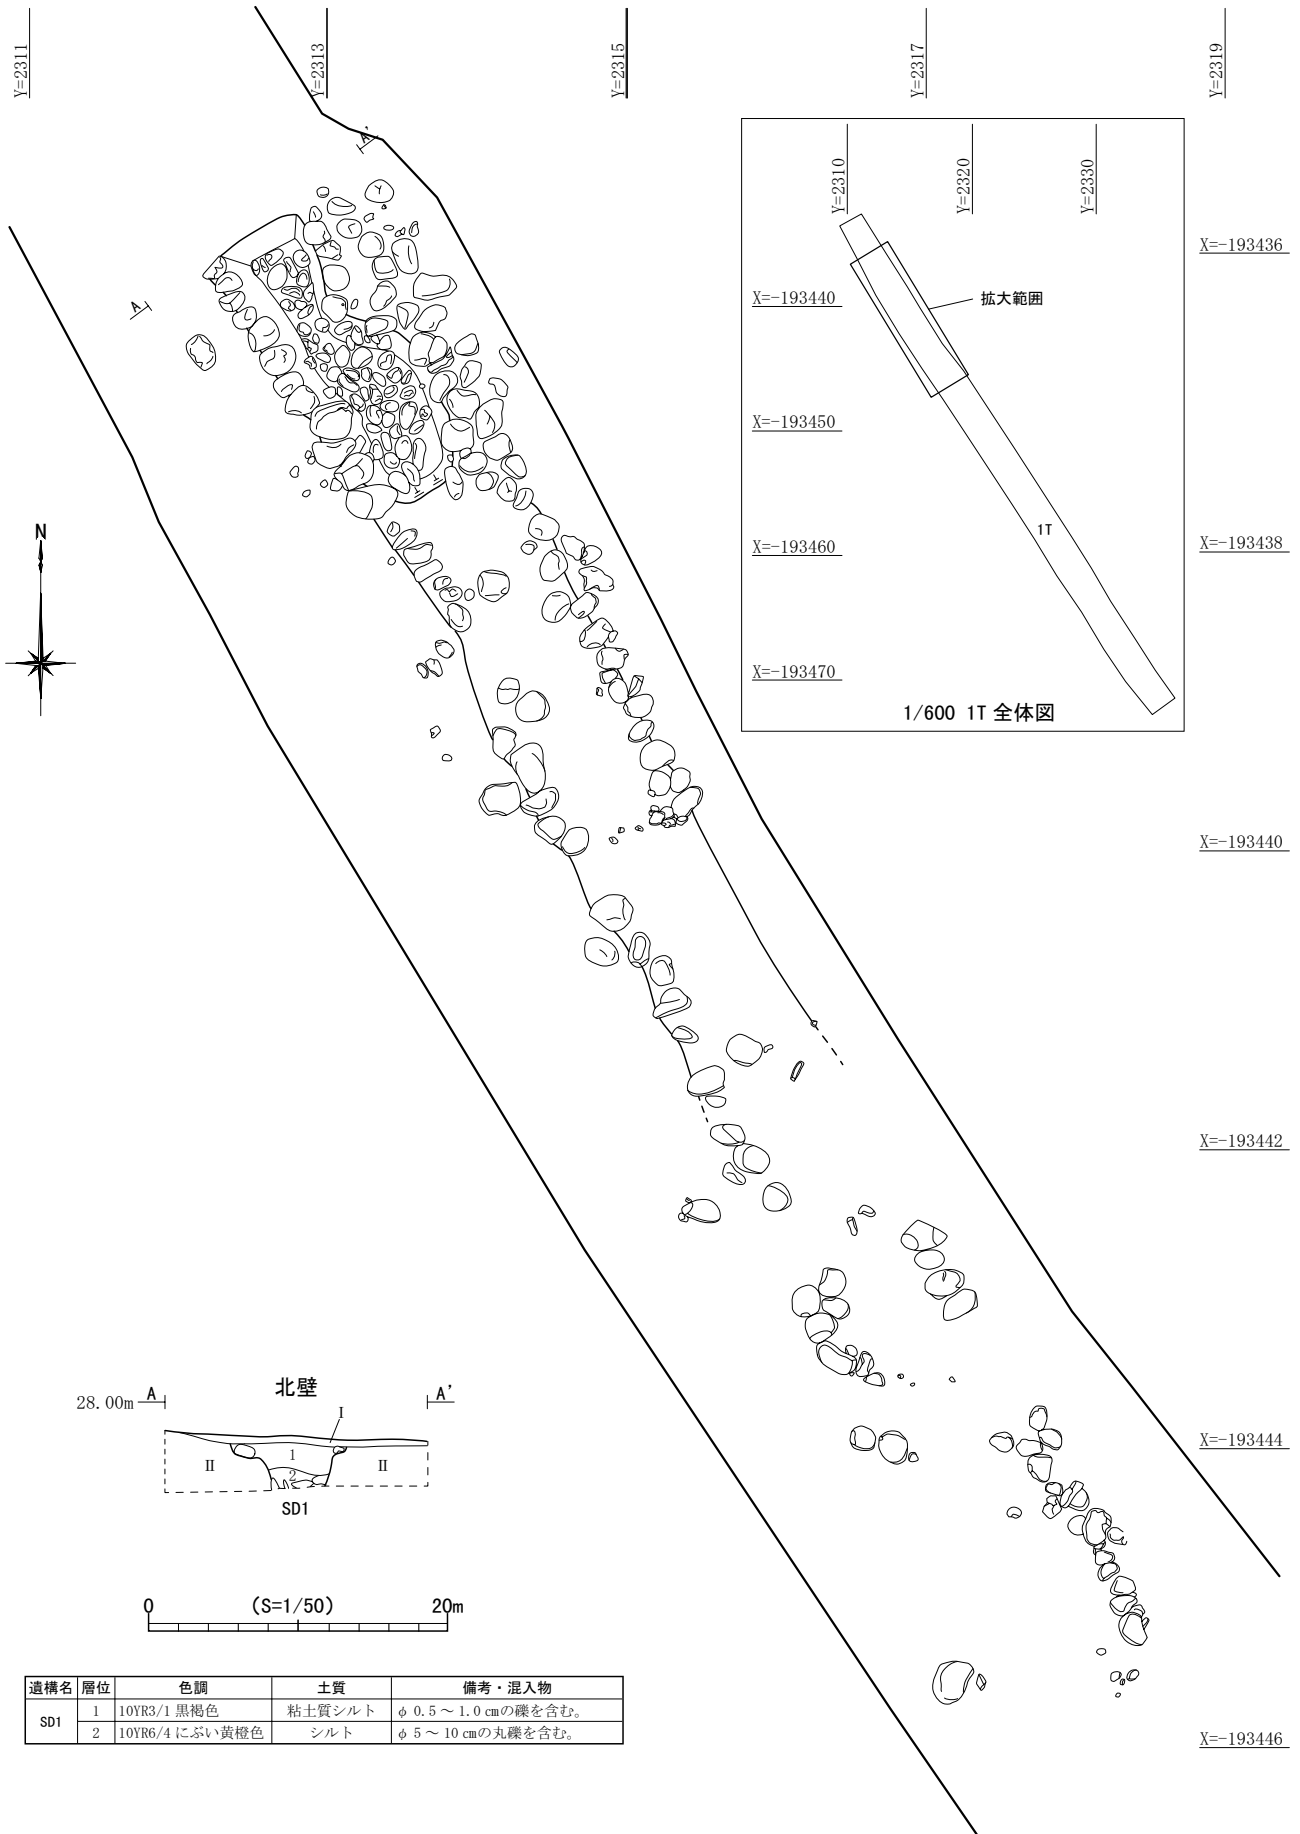 Y=2311
Y=2313
Y=2315
Y=2317
Y=2319
A'
A
Y=2310
Y=2320
Y=2330
X=-193440
X=-193450
X=-193460
X=-193470
拡大範囲
1T
1/600 1T 全体図
X=-193436
X=-193438
X=-193440
X=-193442
X=-193444
X=-193446
N
北壁
28.00m A A'
I
II 1 II
2
SD1
0 (S=1/50) 20m
遺構名 層位 色調 土質 備考・混入物
SD1 1 10YR3/1 黒褐色 粘土質シルト φ 0.5 ~ 1.0 ㎝の礫を含む。
2 10YR6/4 にぶい黄橙色 シルト φ 5 ~ 10 ㎝の丸礫を含む。